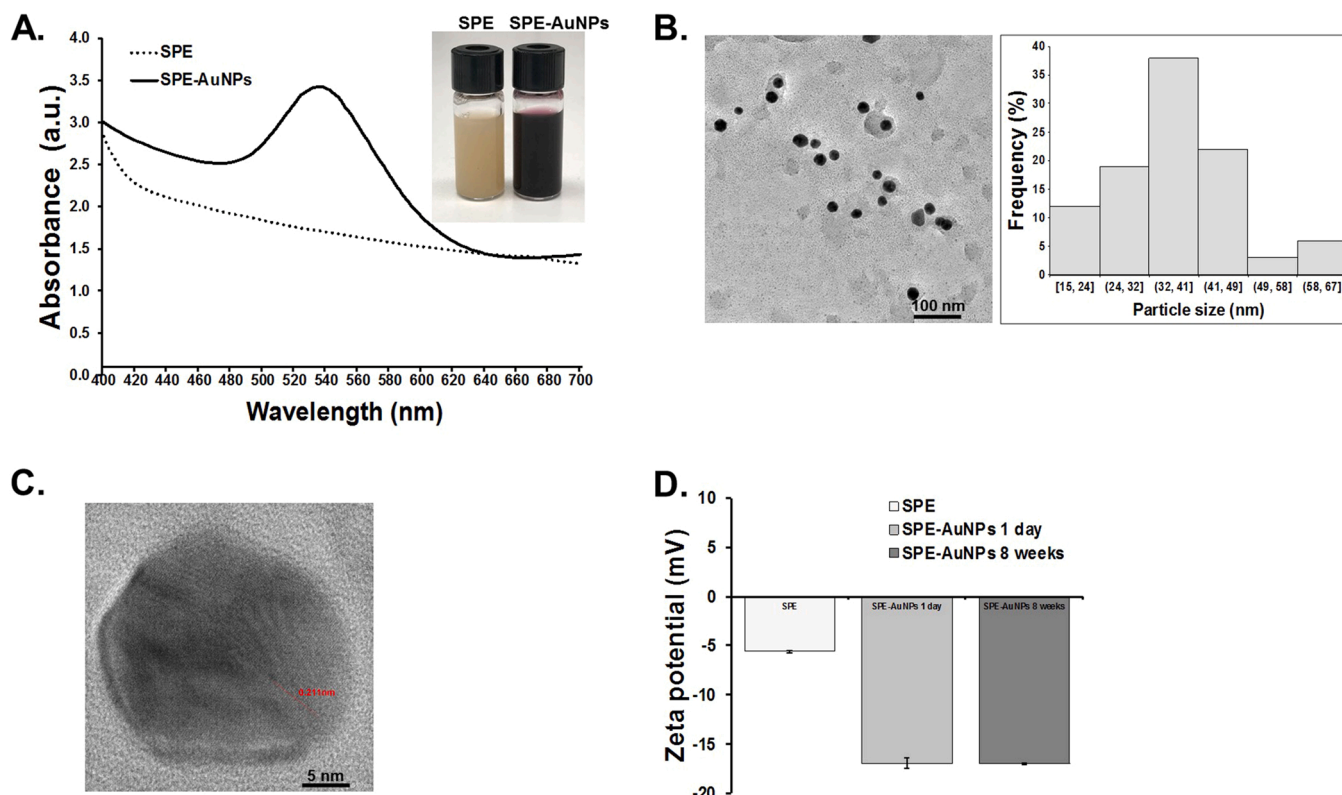 A.
SPE
SPE-AuNPs
SPE SPE-AuNPs
Absorbance (a.u.)
4.0
3.5
3.0
2.5
2.0
1.5
1.0
0.5
0.0
400 420 440 460 480 500 520 540 560 580 600 620 640 660 680 700
Wavelength (nm)
B.
100 nm
Frequency (%)
40
35
30
25
20
15
10
5
0
[15, 24] (24, 32] (32, 41] (41, 49] (49, 58] (58, 67]
Particle size (nm)
C.
0.211nm
5 nm
D.
Zeta potential (mV)
10
5
0
-5
-10
-15
-20
SPE
SPE-AuNPs 1 day
SPE-AuNPs 8 weeks
SPE SPE-AuNPs 1 day SPE-AuNPs 8 weeks